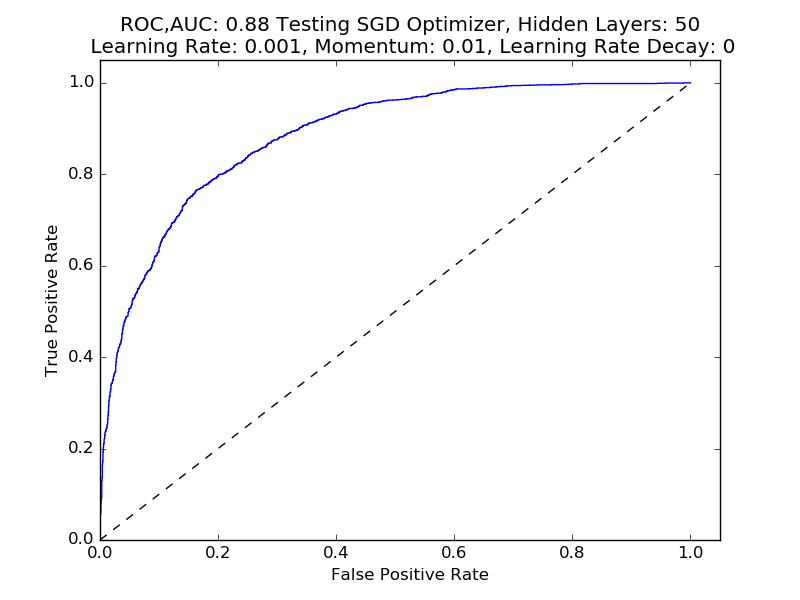 ROC,AUC: 0.88 Testing SGD Optimizer, Hidden Layers: 50
Learning Rate: 0.001, Momentum: 0.01, Learning Rate Decay: 0
1.0
0.8
0.6
0.4
0.2
0.0
True Positive Rate
0.0 0.2 0.4 0.6 0.8 1.0
False Positive Rate